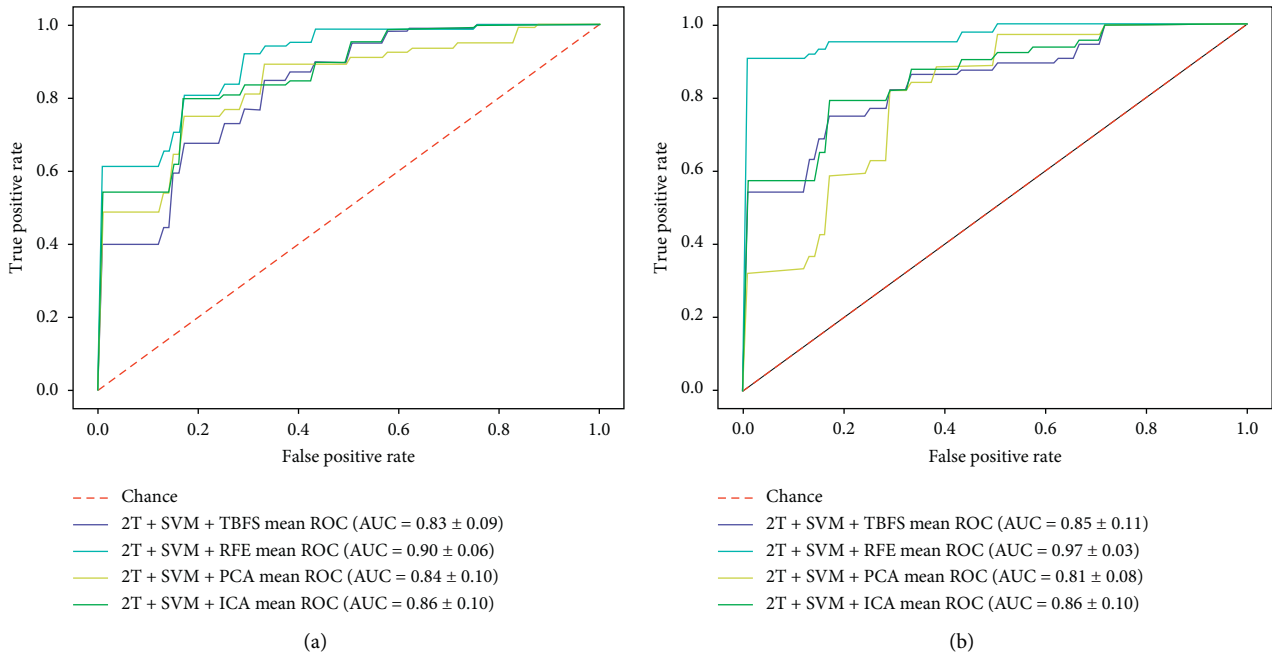 1.0
0.8
0.6
0.4
0.2
0.0
True positive rate
0.0 0.2 0.4 0.6 0.8 1.0
False positive rate
Chance
2T + SVM + TBFS mean ROC (AUC = 0.83 ± 0.09)
2T + SVM + RFE mean ROC (AUC = 0.90 ± 0.06)
2T + SVM + PCA mean ROC (AUC = 0.84 ± 0.10)
2T + SVM + ICA mean ROC (AUC = 0.86 ± 0.10)
(a)
1.0
0.8
0.6
0.4
0.2
0.0
True positive rate
0.0 0.2 0.4 0.6 0.8 1.0
False positive rate
Chance
2T + SVM + TBFS mean ROC (AUC = 0.85 ± 0.11)
2T + SVM + RFE mean ROC (AUC = 0.97 ± 0.03)
2T + SVM + PCA mean ROC (AUC = 0.81 ± 0.08)
2T + SVM + ICA mean ROC (AUC = 0.86 ± 0.10)
(b)